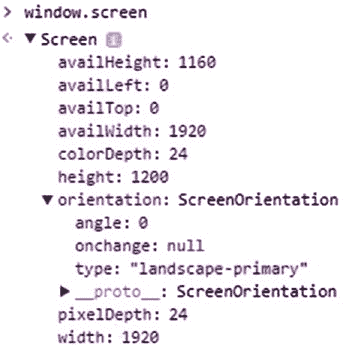 > window.screen
<· ▼ Screen i
availHeight: 1160
availLeft: 0
availTop: 0
availWidth: 1920
colorDepth: 24
height: 1200
▼ orientation: ScreenOrientation
angle: 0
onchange: null
type: "landscape-primary"
▶ __proto__: ScreenOrientation
pixelDepth: 24
width: 1920